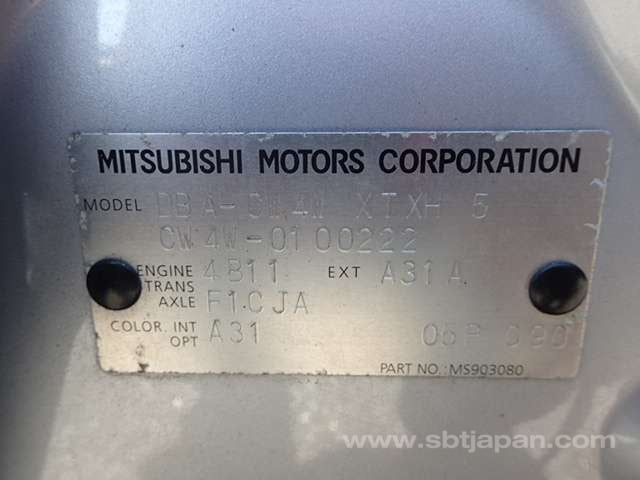 MITSUBISHI MOTORS CORPORATION
MODEL DBA-CW4W XTXH 5
CW4W-0100222
ENGINE 4B11 EXT A31A
TRANS
AXLE F1CJA
COLOR. INT A31
OPT 05P 090
PART NO.: MS903080
www.sbtjapan.com